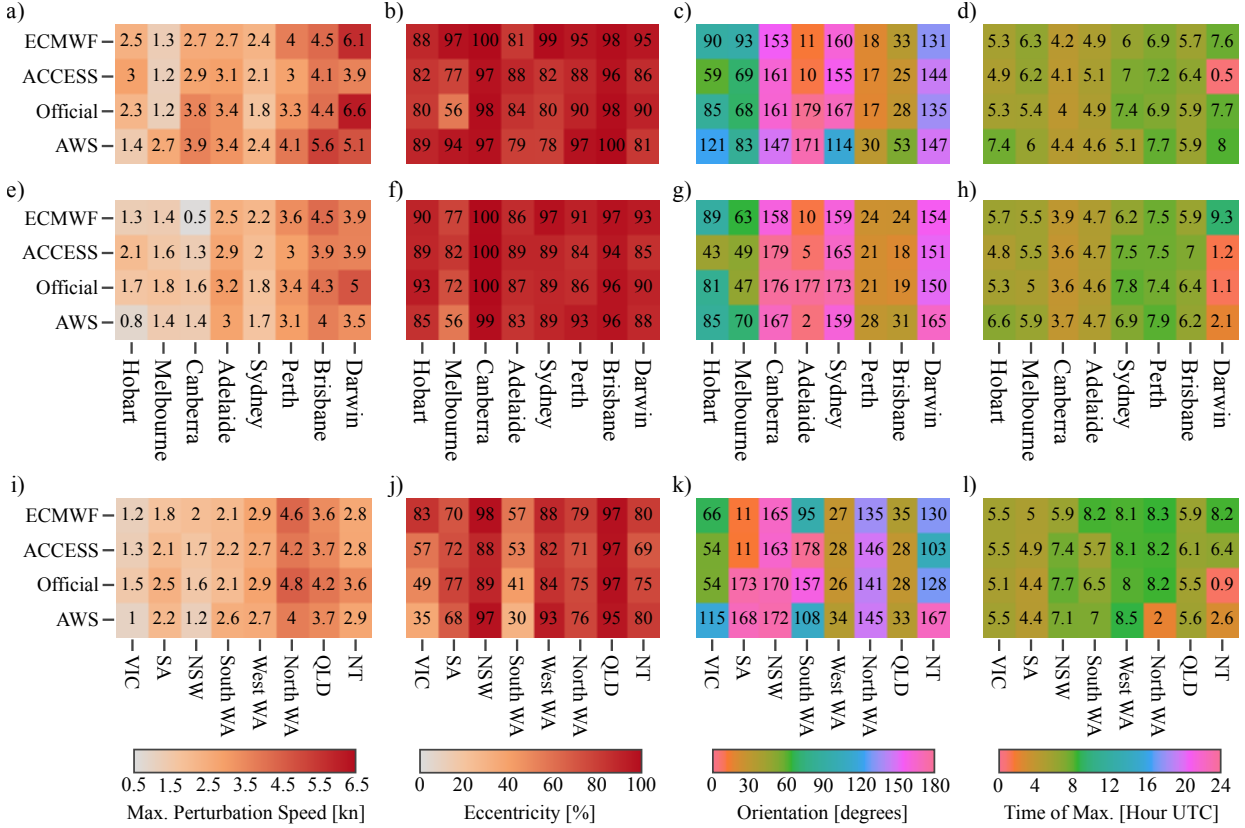 a) b) c) d)
ECMWF 2.5 1.3 2.7 2.7 2.4 4 4.5 6.1 88 97 100 81 99 95 98 95 90 93 153 11 160 18 33 131 5.3 6.3 4.2 4.9 6 6.9 5.7 7.6
ACCESS 3 1.2 2.9 3.1 2.1 3 4.1 3.9 82 77 97 88 82 88 96 86 59 69 161 10 155 17 25 144 4.9 6.2 4.1 5.1 7 7.2 6.4 0.5
Official 2.3 1.2 3.8 3.4 1.8 3.3 4.4 6.6 80 56 98 84 80 90 98 90 85 68 161 179 167 17 28 135 5.3 5.4 4 4.9 7.4 6.9 5.9 7.7
AWS 1.4 2.7 3.9 3.4 2.4 4.1 5.6 5.1 89 94 97 79 78 97 100 81 121 83 147 171 114 30 53 147 7.4 6 4.4 4.6 5.1 7.7 5.9 8
e) f) g) h)
ECMWF 1.3 1.4 0.5 2.5 2.2 3.6 4.5 3.9 90 77 100 86 97 91 97 93 89 63 158 10 159 24 24 154 5.7 5.5 3.9 4.7 6.2 7.5 5.9 9.3
ACCESS 2.1 1.6 1.3 2.9 2 3 3.9 3.9 89 82 100 89 89 84 94 85 43 49 179 5 165 21 18 151 4.8 5.5 3.6 4.7 7.5 7.5 7 1.2
Official 1.7 1.8 1.6 3.2 1.8 3.4 4.3 5 93 72 100 87 89 86 96 90 81 47 176 177 173 21 19 150 5.3 5 3.6 4.6 7.8 7.4 6.4 1.1
AWS 0.8 1.4 1.4 3 1.7 3.1 4 3.5 85 56 99 83 89 93 96 88 85 70 167 2 159 28 31 165 6.6 5.9 3.7 4.7 6.9 7.9 6.2 2.1
Hobart Melbourne Canberra Adelaide Sydney Perth Brisbane Darwin Hobart Melbourne Canberra Adelaide Sydney Perth Brisbane Darwin Hobart Melbourne Canberra Adelaide Sydney Perth Brisbane Darwin Hobart Melbourne Canberra Adelaide Sydney Perth Brisbane Darwin
i) j) k) l)
ECMWF 1.2 1.8 2 2.1 2.9 4.6 3.6 2.8 83 70 98 57 88 79 97 80 66 11 165 95 27 135 35 130 5.5 5 5.9 8.2 8.1 8.3 5.9 8.2
ACCESS 1.3 2.1 1.7 2.2 2.7 4.2 3.7 2.8 57 72 88 53 82 71 97 69 54 11 163 178 28 146 28 103 5.5 4.9 7.4 5.7 8.1 8.2 6.1 6.4
Official 1.5 2.5 1.6 2.1 2.9 4.8 4.2 3.6 49 77 89 41 84 75 97 75 54 173 170 157 26 141 28 128 5.1 4.4 7.7 6.5 8 8.2 5.5 0.9
AWS 1 2.2 1.2 2.6 2.7 4 3.7 2.9 35 68 97 30 93 76 95 80 115 168 172 108 34 145 33 167 5.5 4.4 7.1 7 8.5 2 5.6 2.6
VIC SA NSW South WA West WA North WA QLD NT VIC SA NSW South WA West WA North WA QLD NT VIC SA NSW South WA West WA North WA QLD NT VIC SA NSW South WA West WA North WA QLD NT
0.5 1.5 2.5 3.5 4.5 5.5 6.5 0 20 40 60 80 100 0 30 60 90 120 150 180 0 4 8 12 16 20 24
Max. Perturbation Speed [kn] Eccentricity [%] Orientation [degrees] Time of Max. [Hour UTC]